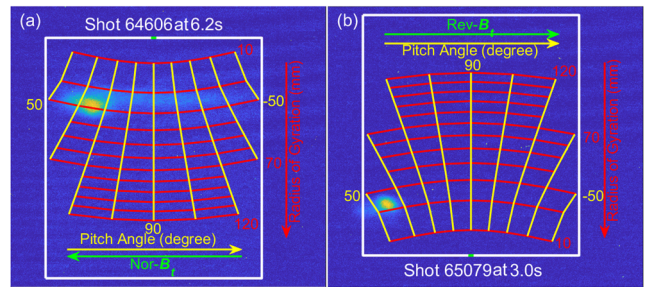 (a)
Shot 64606 at 6.2s
10
50
-50
70
90
120
Pitch Angle (degree)
Nor-Bt
Radius of Gyration (mm)
(b)
Rev-Bt
Pitch Angle (degree)
90
120
70
50
-50
10
Radius of Gyration (mm)
Shot 65079 at 3.0s